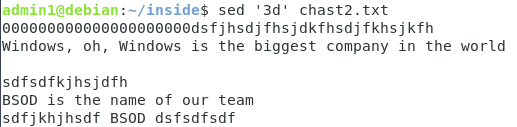 admin1@debian:~/inside$ sed '3d' chast2.txt
000000000000000000000dsfjhsdjfhsjdkfhsdjfkhsjkfh
Windows, oh, Windows is the biggest company in the world

sdfsdfkjhsjdfh
BSOD is the name of our team
sdfjkhjhsdf BSOD dsfsdfsdf